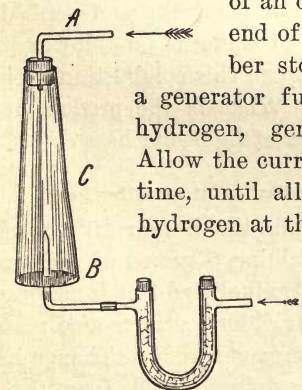 of an o
end of
ber sto
a generator fu
hydrogen, gen
Allow the curr
time, until all
hydrogen at th
A
C
B